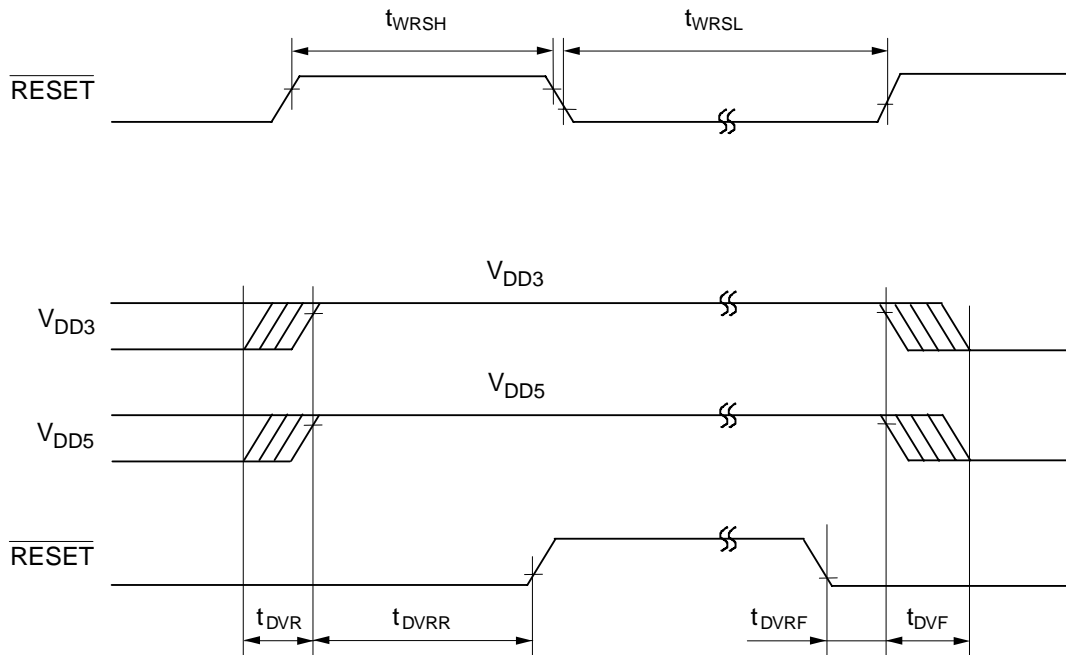 tWRSH
tWRSL
RESET
VDD3
VDD3
VDD5
VDD5
RESET
tDVR
tDVRR
tDVRF
tDVF